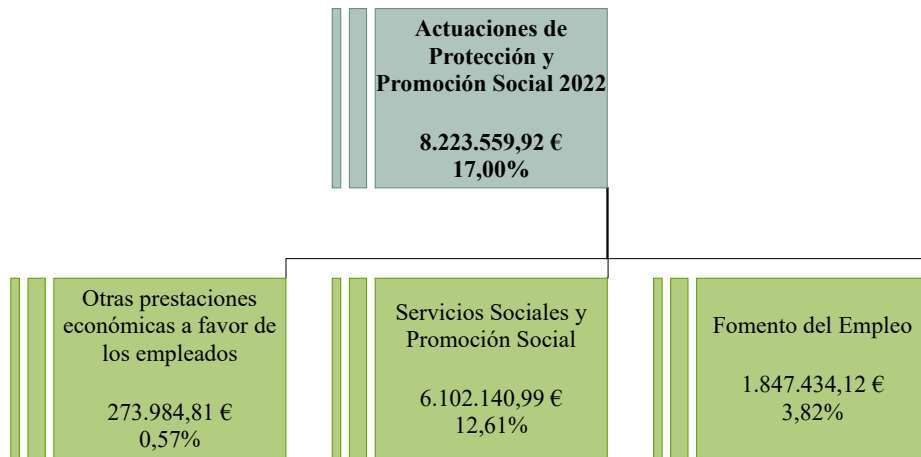 Actuaciones de
Protección y
Promoción Social 2022
8.223.559,92 €
17,00%
Otras prestaciones
económicas a favor de
los empleados
273.984,81 €
0,57%
Servicios Sociales y
Promoción Social
6.102.140,99 €
12,61%
Fomento del Empleo
1.847.434,12 €
3,82%